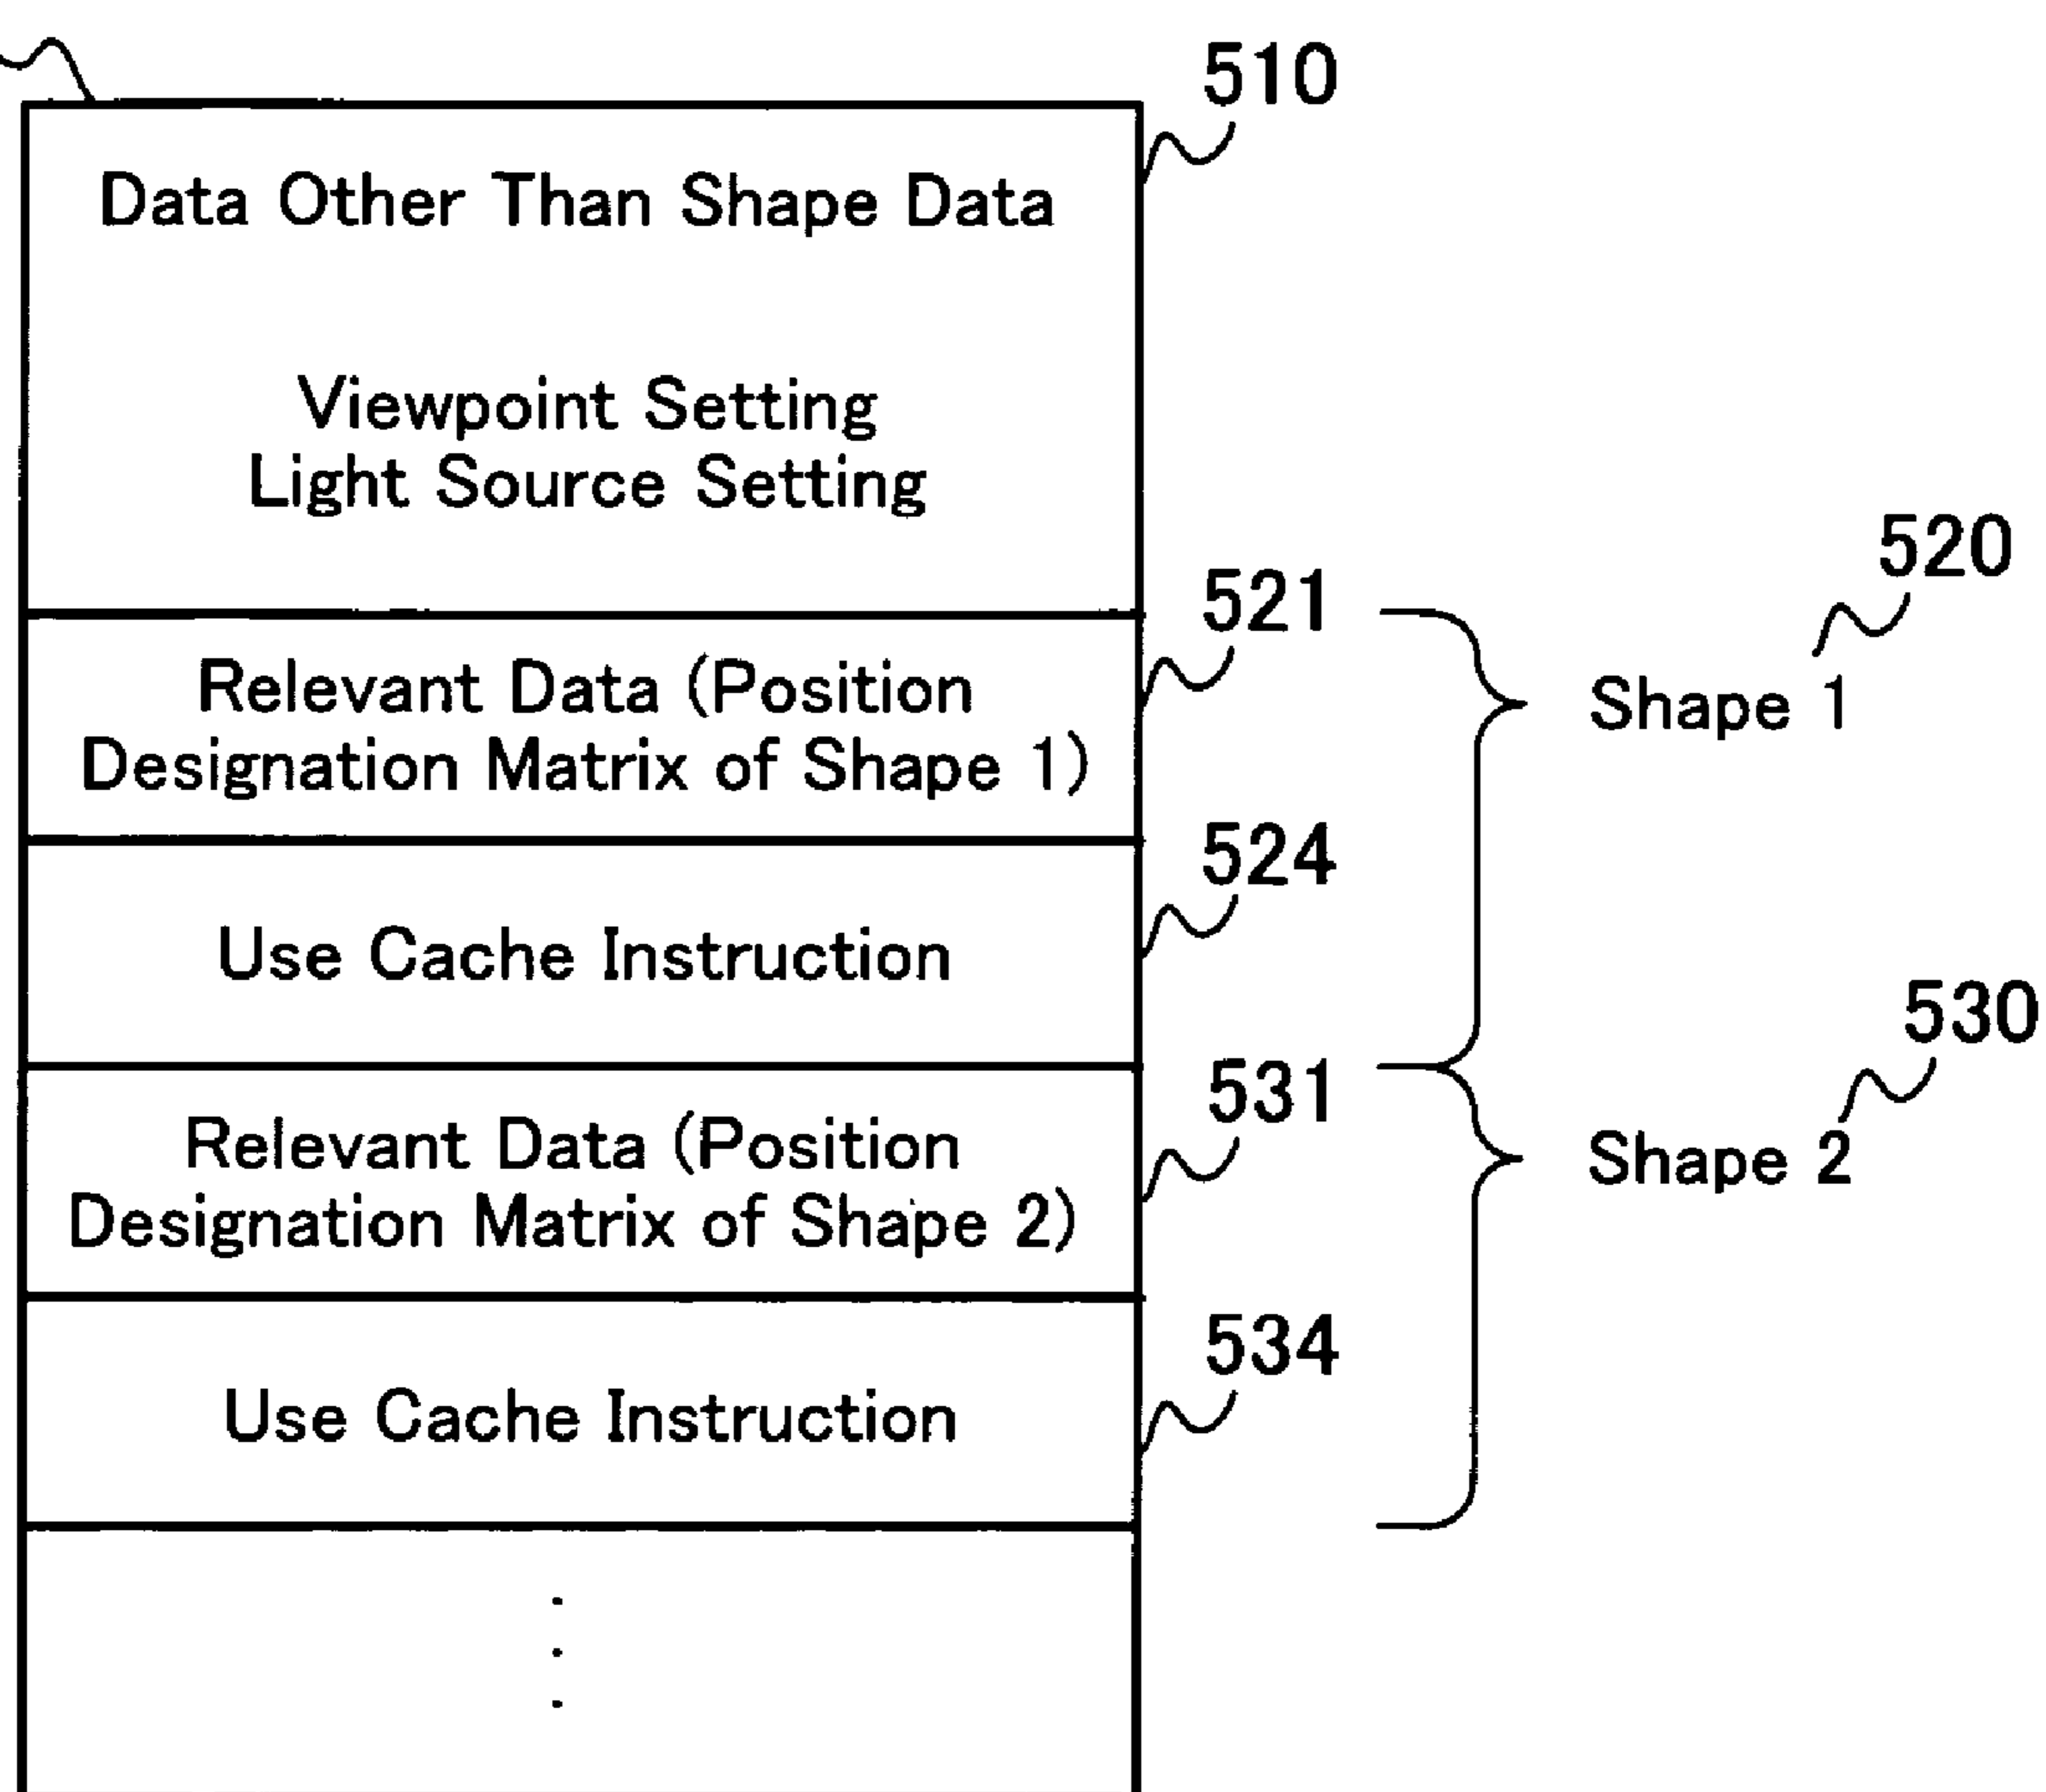 510
Data Other Than Shape Data
Viewpoint Setting
Light Source Setting
520
521
Relevant Data (Position
Designation Matrix of Shape 1)
Shape 1
524
Use Cache Instruction
530
531
Relevant Data (Position
Designation Matrix of Shape 2)
Shape 2
534
Use Cache Instruction